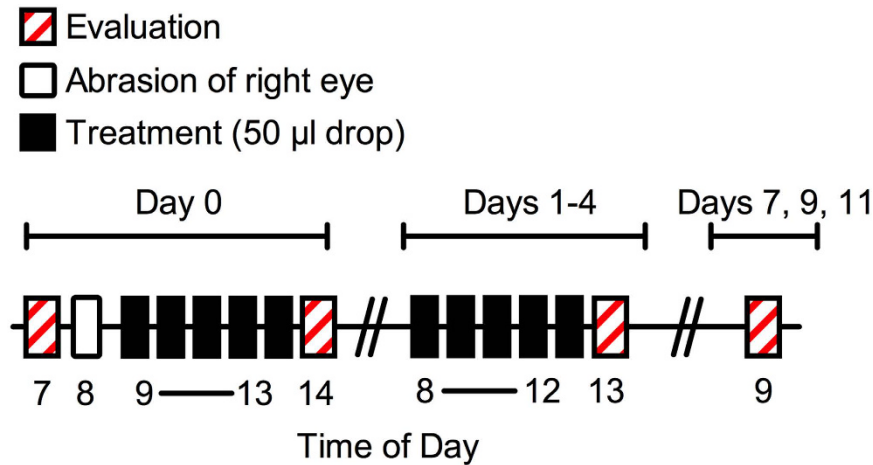 Evaluation
Abrasion of right eye
Treatment (50 µl drop)
Day 0 Days 1-4 Days 7, 9, 11
7 8 9 13 14 8 12 13 9
Time of Day